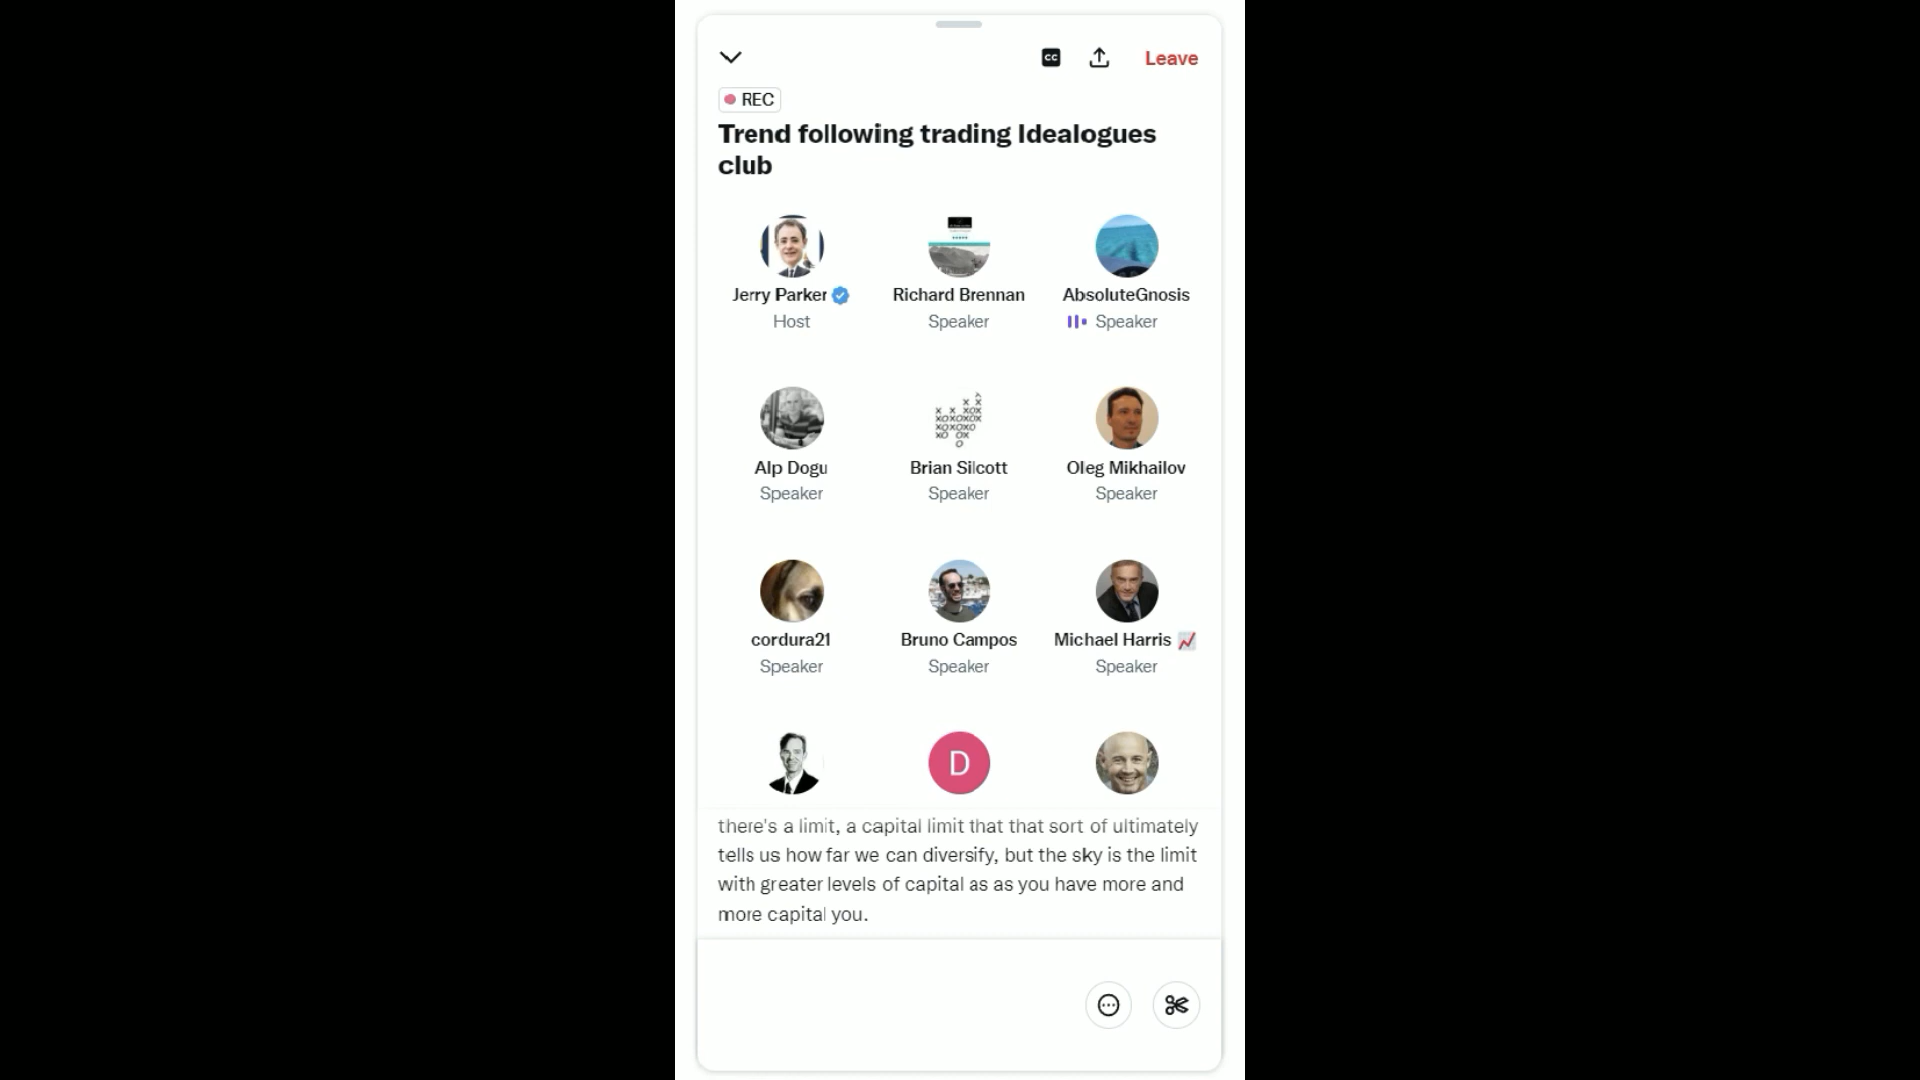 CC
Leave
REC
Trend following trading Idealogues
club
Jerry Parker
Richard Brennan
AbsoluteGnosis
Host
Speaker
Speaker
Alp Dogu
Brian Silcott
Oleg Mikhailov
Speaker
Speaker
Speaker
cordura21
Bruno Campos
Michael Harris
Speaker
Speaker
Speaker
D
there's a limit, a capital limit that that sort of ultimately
tells us how far we can diversify, but the sky is the limit
with greater levels of capital as as you have more and
more capital you.